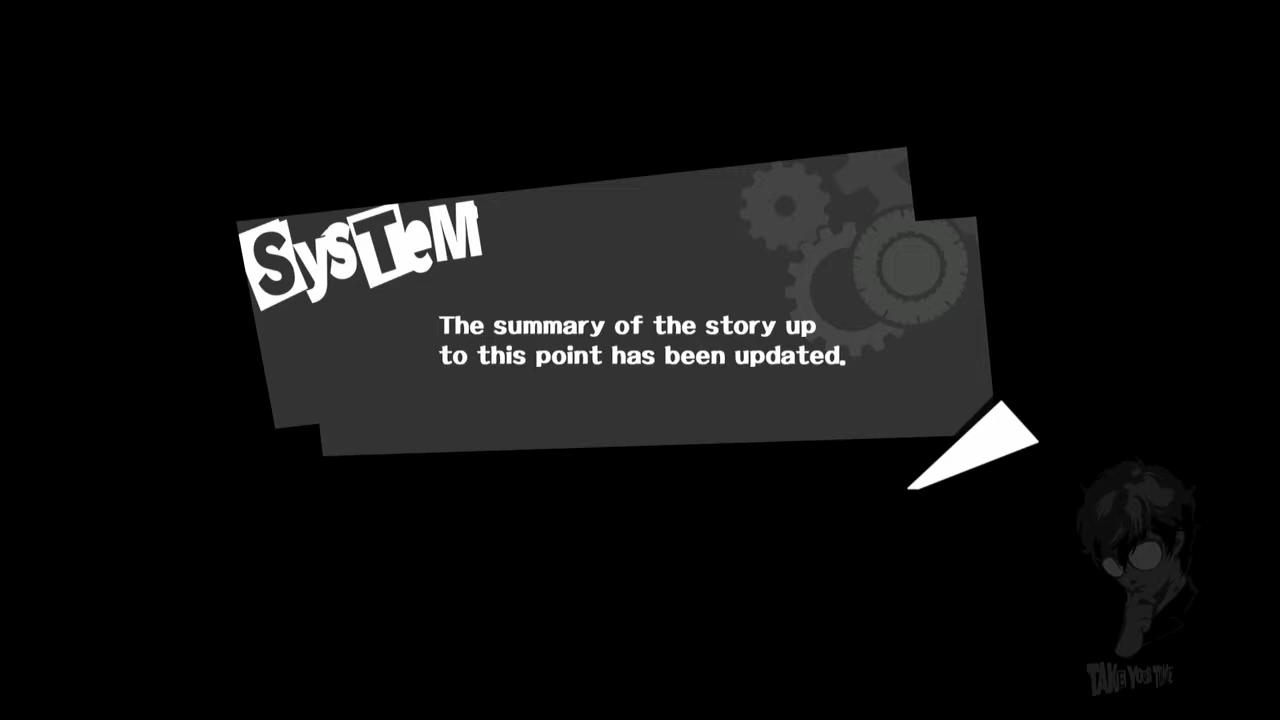 SysTeM
The summary of the story up
to this point has been updated.
TAKE YOUR TIME